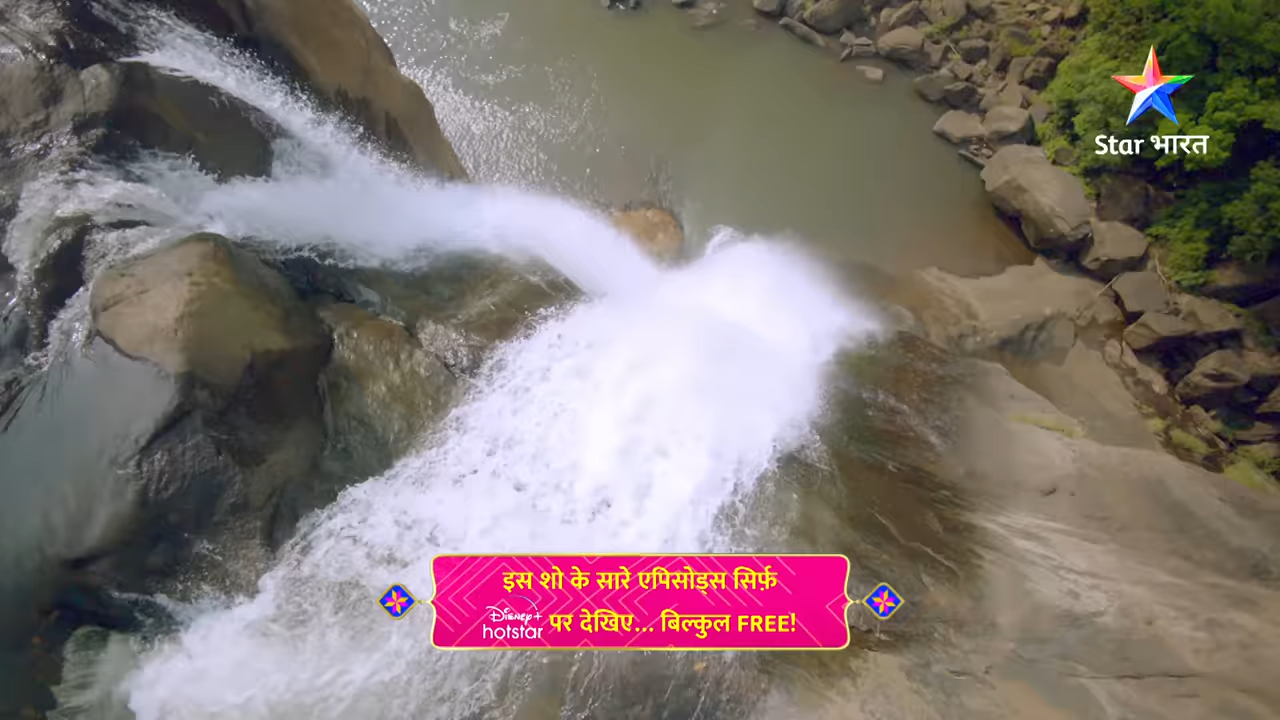 Star भारत
इस शो के सारे एपिसोड्स सिर्फ़
Disney+ hotstar पर देखिए... बिल्कुल FREE!